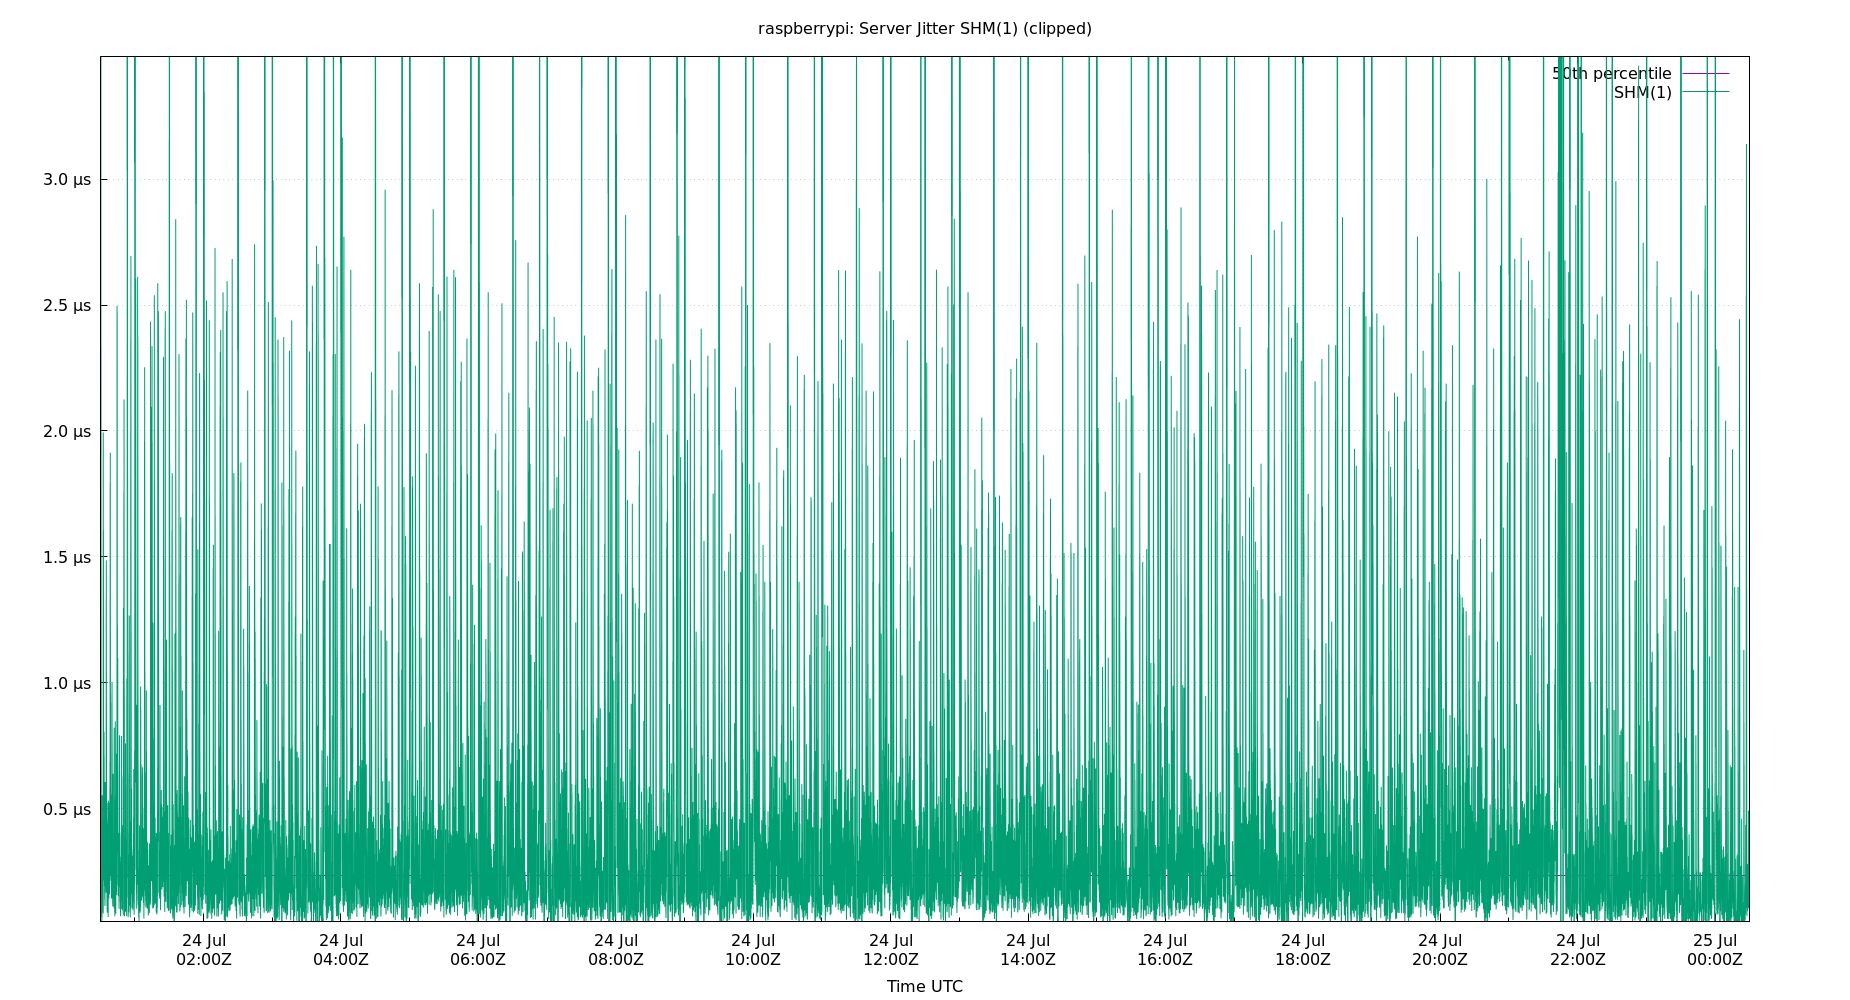 raspberrypi: Server Jitter SHM(1) (clipped)
50th percentile
SHM(1)
3.0 μs
2.5 μs
2.0 μs
1.5 μs
1.0 μs
0.5 μs
24 Jul 24 Jul 24 Jul 24 Jul 24 Jul 24 Jul 24 Jul 24 Jul 24 Jul 24 Jul 24 Jul 25 Jul
02:00Z 04:00Z 06:00Z 08:00Z 10:00Z 12:00Z 14:00Z 16:00Z 18:00Z 20:00Z 22:00Z 00:00Z
Time UTC